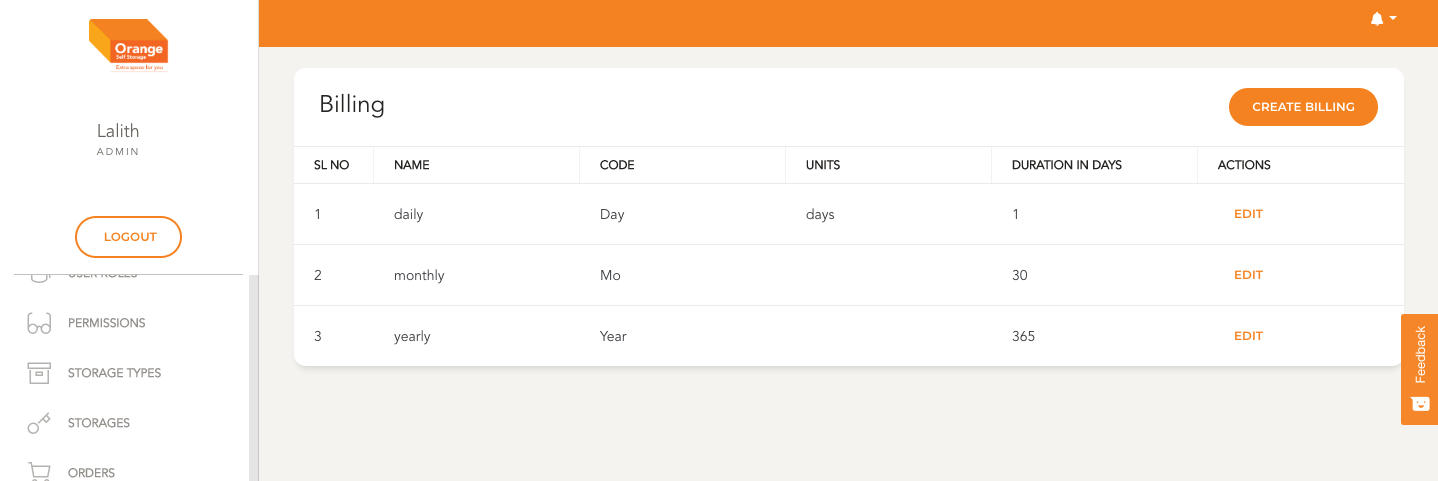 Orange
Self Storage
Extra space for you
Lalith
ADMIN
LOGOUT
USER ROLES
PERMISSIONS
STORAGE TYPES
STORAGES
ORDERS
Billing
CREATE BILLING
SL NO NAME CODE UNITS DURATION IN DAYS ACTIONS
1 daily Day days 1 EDIT
2 monthly Mo 30 EDIT
3 yearly Year 365 EDIT
Feedback